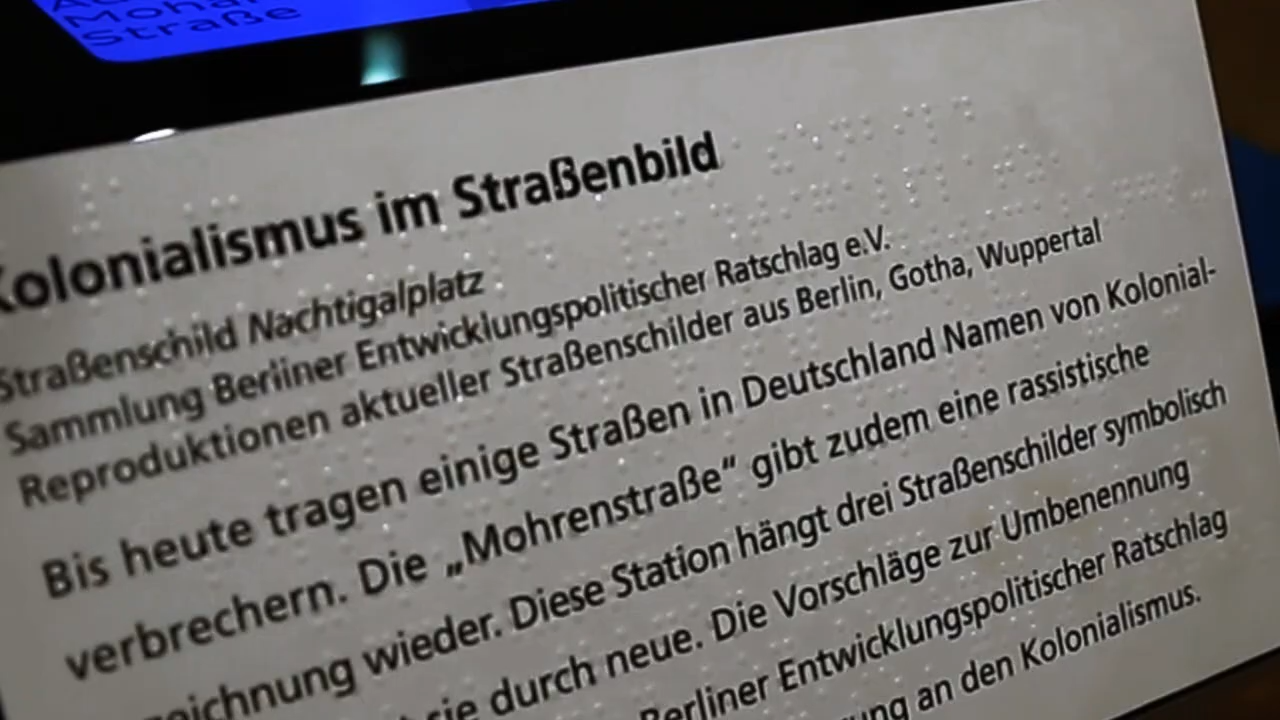 Straße
Kolonialismus im Straßenbild
Straßenschild Nachtigalplatz
Sammlung Berliner Entwicklungspolitischer Ratschlag e.V.
Reproduktionen aktueller Straßenschilder aus Berlin, Gotha, Wuppertal
Bis heute tragen einige Straßen in Deutschland Namen von Kolonial-
verbrechern. Die „Mohrenstraße“ gibt zudem eine rassistische
zeichnung wieder. Diese Station hängt drei Straßenschilder symbolisch
sie durch neue. Die Vorschläge zur Umbenennung
Berliner Entwicklungspolitischer Ratschlag
an den Kolonialismus.